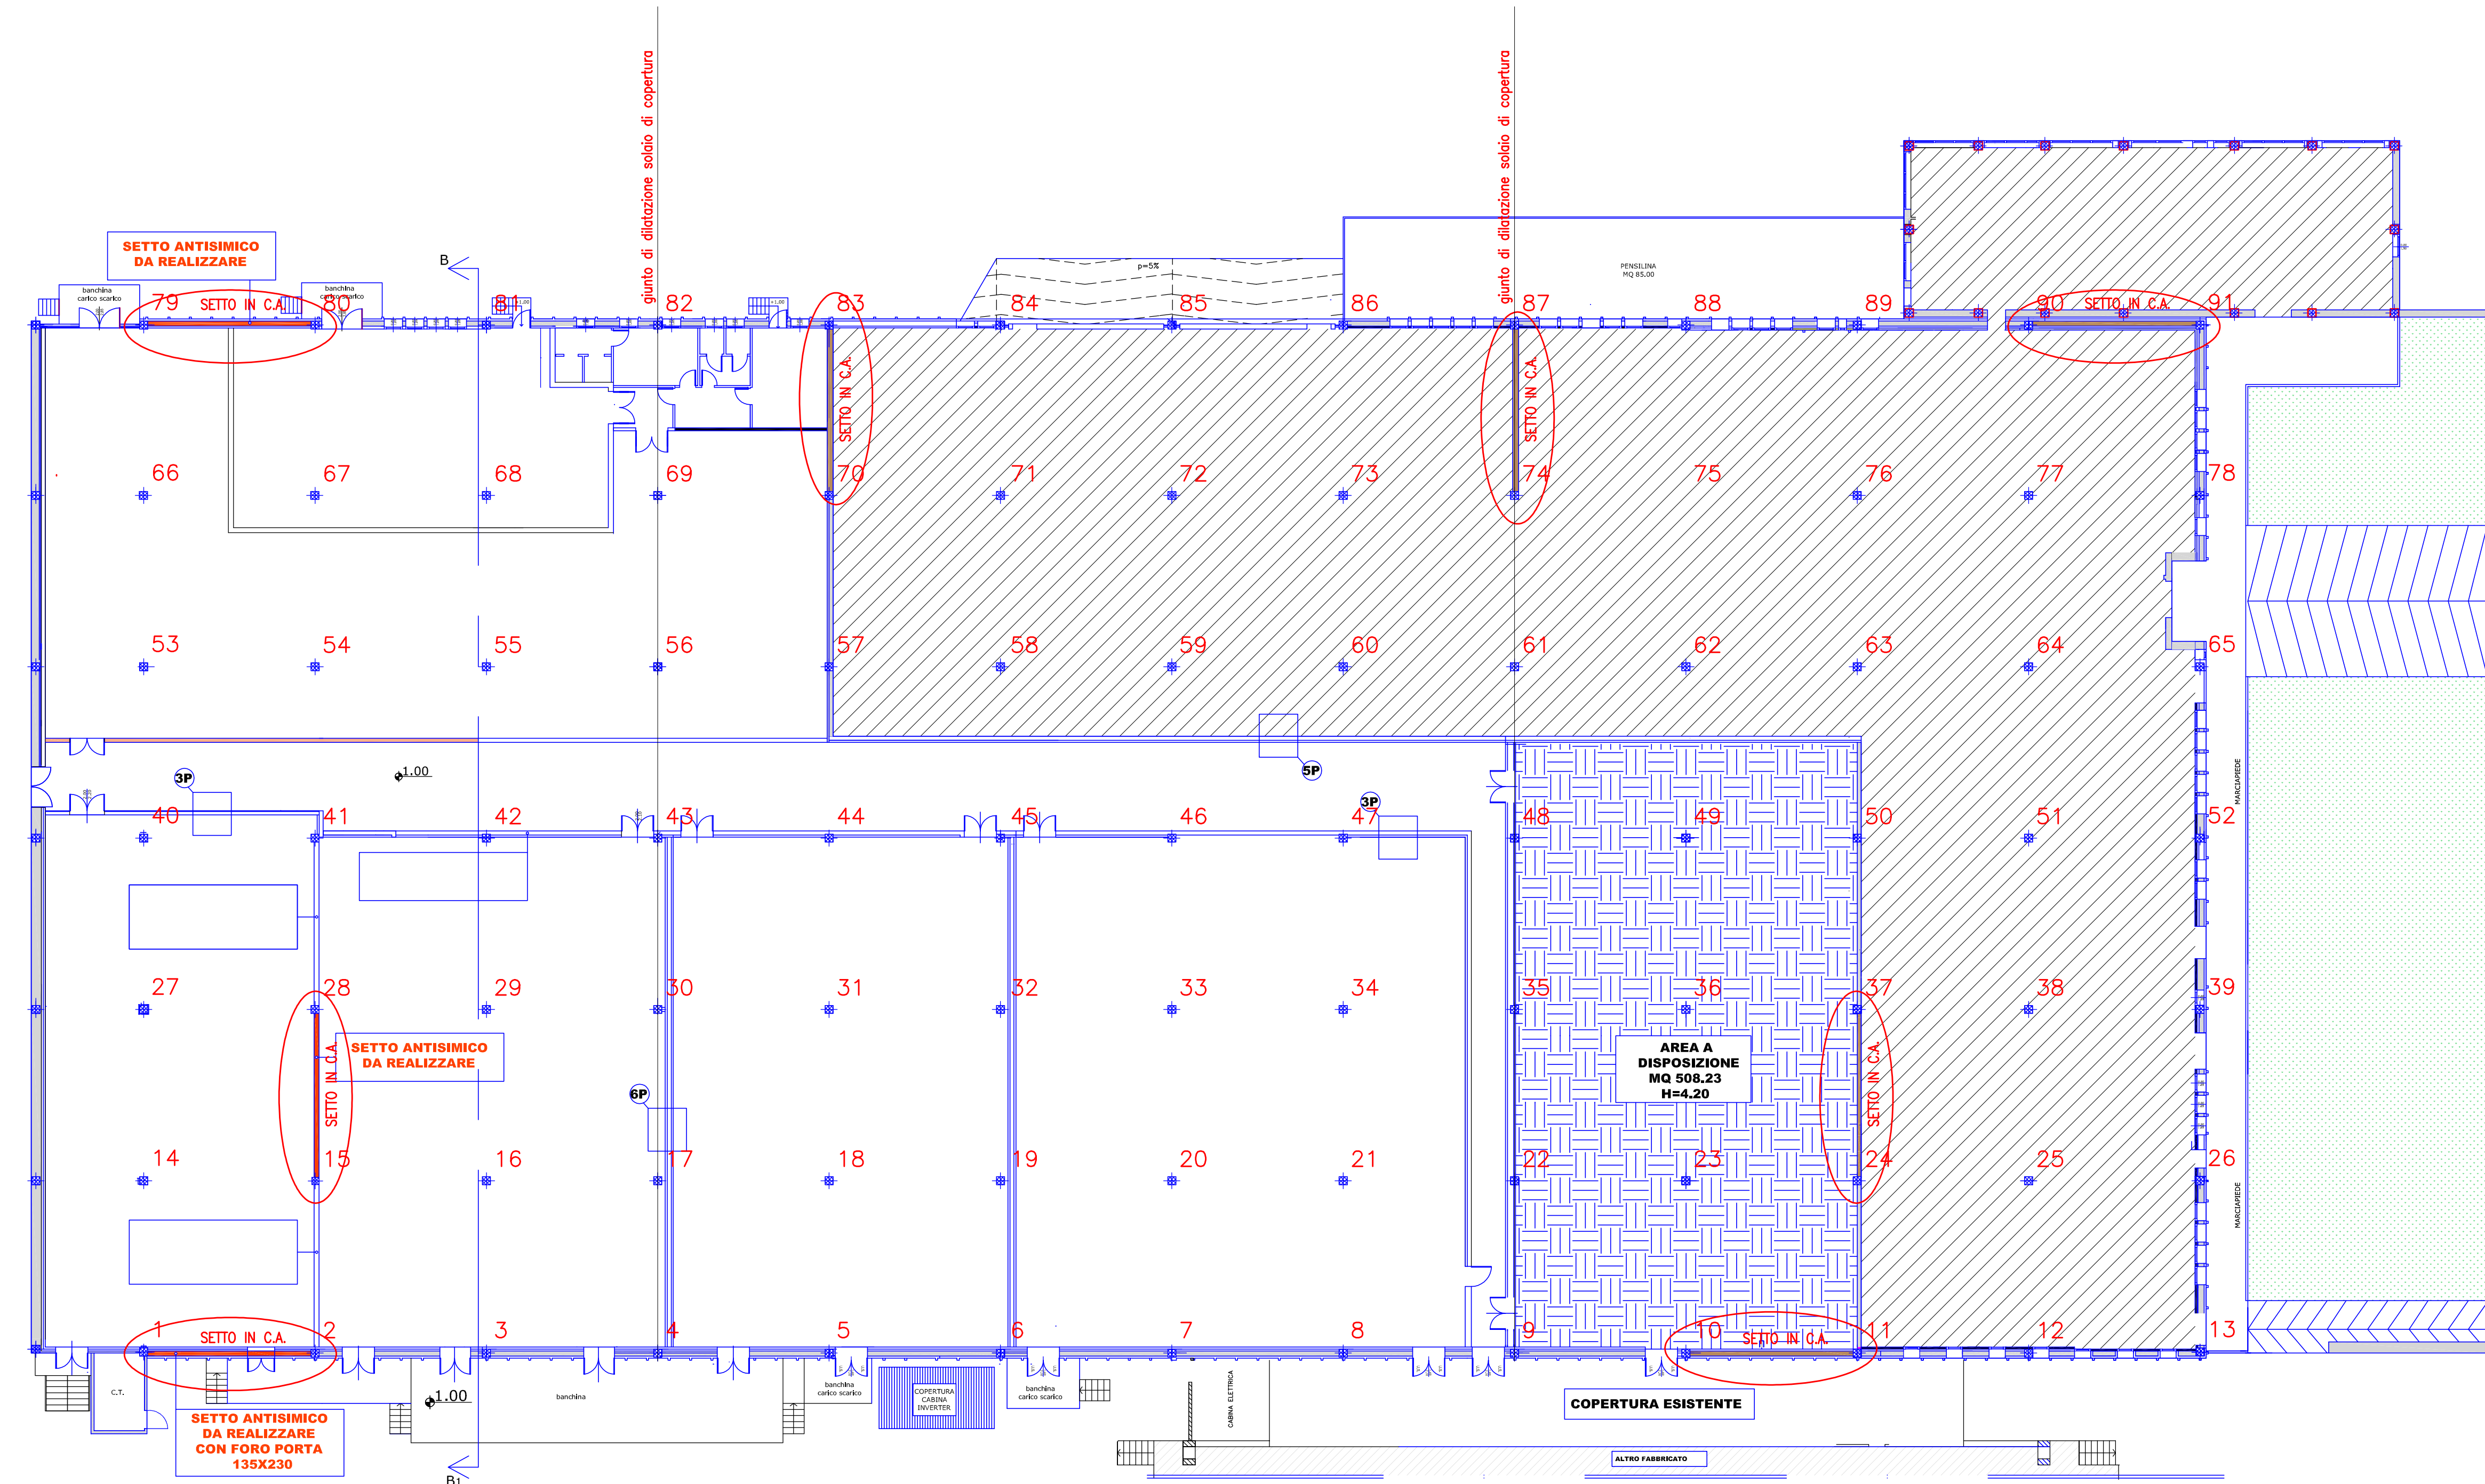 giunto di dilatazione solaio di copertura
giunto di dilatazione solaio di copertura
SETTO ANTISIMICO
DA REALIZZARE
B
p=5%
PENSILINA
MQ 85.00
banchina
carico scarico
banchina
carico scarico
79
SETTO IN C.A.
80
81
82
83
84
85
86
87
88
89
90
SETTO IN C.A.
91
SETTO IN C.A.
SETTO IN C.A.
66
67
68
69
70
71
72
73
74
75
76
77
78
53
54
55
56
57
58
59
60
61
62
63
64
65
3P
1.00
5P
3P
MARCIAPIEDE
40
41
42
43
44
45
46
47
48
49
50
51
52
27
28
29
30
31
32
33
34
35
36
37
38
39
SETTO IN C.A.
SETTO ANTISIMICO
DA REALIZZARE
6P
AREA A
DISPOSIZIONE
MQ 508.23
H=4.20
SETTO IN C.A.
14
15
16
17
18
19
20
21
22
23
24
25
26
MARCIAPIEDE
1
SETTO IN C.A.
2
3
4
5
6
7
8
9
10
SETTO IN C.A.
11
12
13
C.T.
1.00
banchina
banchina
carico scarico
COPERTURA
CABINA
INVERTER
banchina
carico scarico
CABINA ELETTRICA
COPERTURA ESISTENTE
SETTO ANTISIMICO
DA REALIZZARE
CON FORO PORTA
135X230
ALTRO FABBRICATO
B1